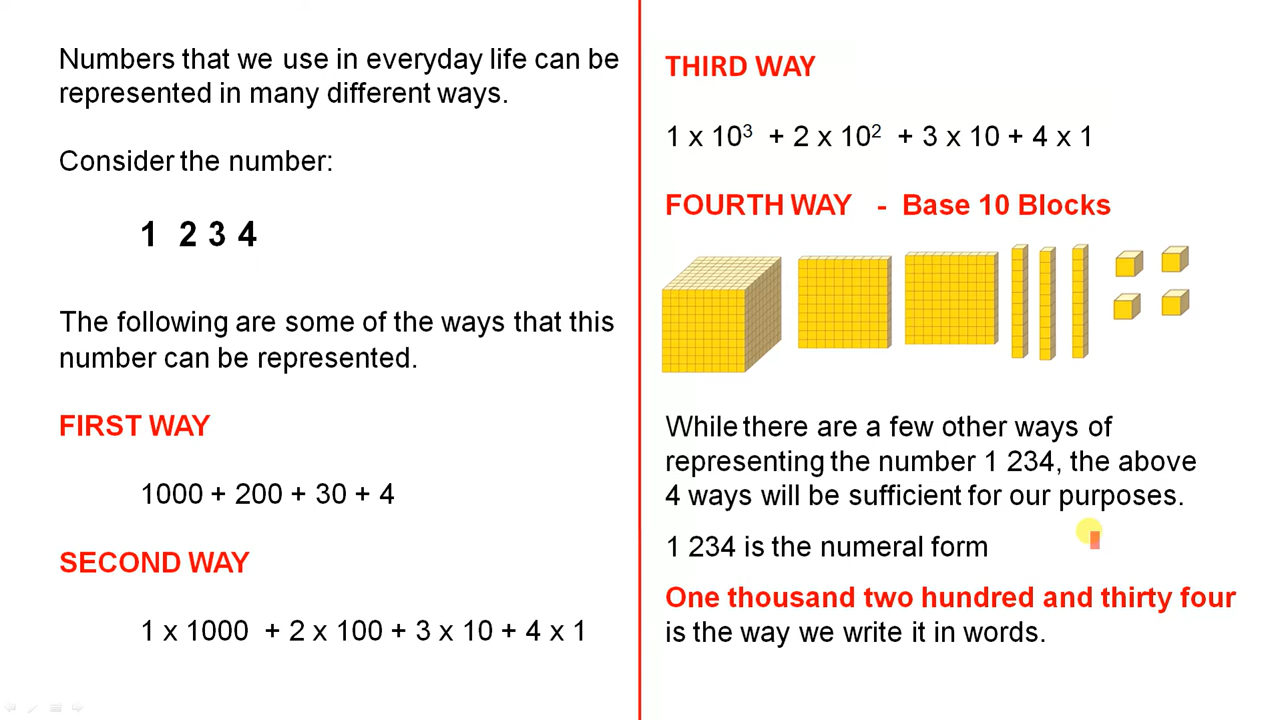 Numbers that we use in everyday life can be
represented in many different ways.
Consider the number:
1 2 3 4
The following are some of the ways that this
number can be represented.
FIRST WAY
1000 + 200 + 30 + 4
SECOND WAY
1 x 1000 + 2 x 100 + 3 x 10 + 4 x 1
THIRD WAY
1 x 10³ + 2 x 10² + 3 x 10 + 4 x 1
FOURTH WAY - Base 10 Blocks
While there are a few other ways of
representing the number 1 234, the above
4 ways will be sufficient for our purposes.
1 234 is the numeral form
One thousand two hundred and thirty four
is the way we write it in words.